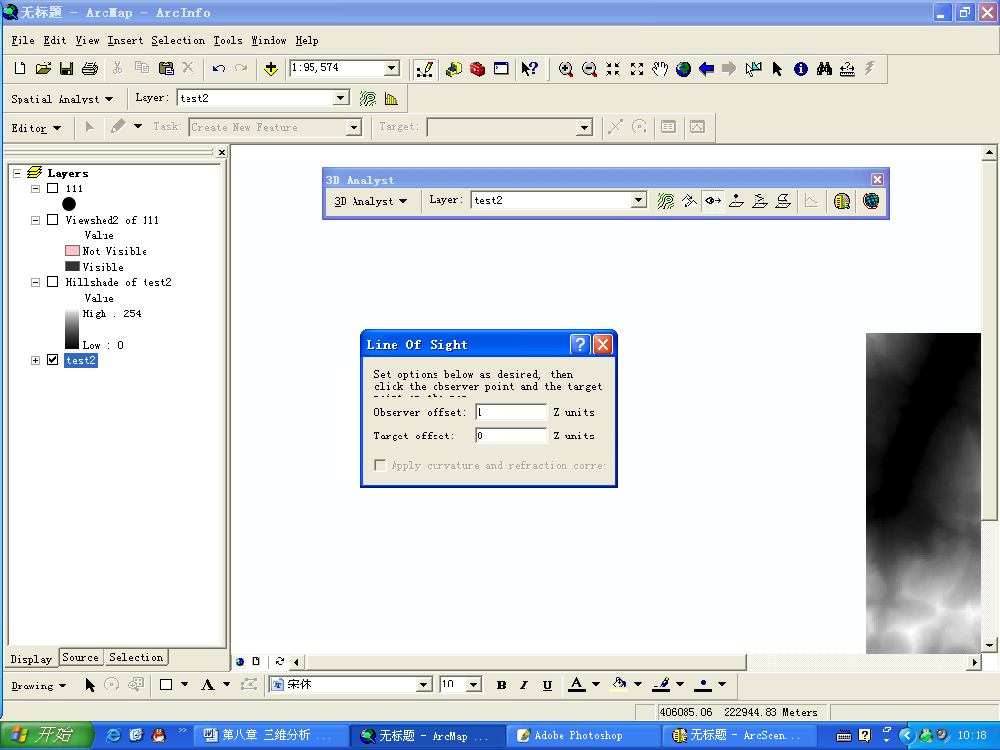 无标题 - ArcMap - ArcInfo
File Edit View Insert Selection Tools Window Help
1:95,574
Spatial Analyst Layer: test2
Editor Task: Create New Feature Target:
Layers
111
Viewshed2 of 111
Value
Not Visible
Visible
Hillshade of test2
Value
High : 254
Low : 0
test2
3D Analyst
3D Analyst Layer: test2
Line Of Sight
Set options below as desired, then
click the observer point and the target
Observer offset: 1 Z units
Target offset: 0 Z units
Apply curvature and refraction
Display Source Selection
Drawing A 宋体 10 B I U A
406085.06 222944.83 Meters
开始 第八章 三维分析.... 无标题 - ArcMap ... Adobe Photoshop 无标题 - ArcScen... 10:18